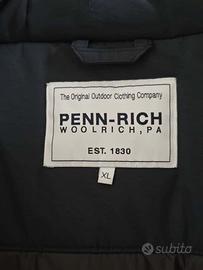 The Original Outdoor Clothing Company
PENN-RICH
WOOLRICH, PA
EST. 1830
XL
subito